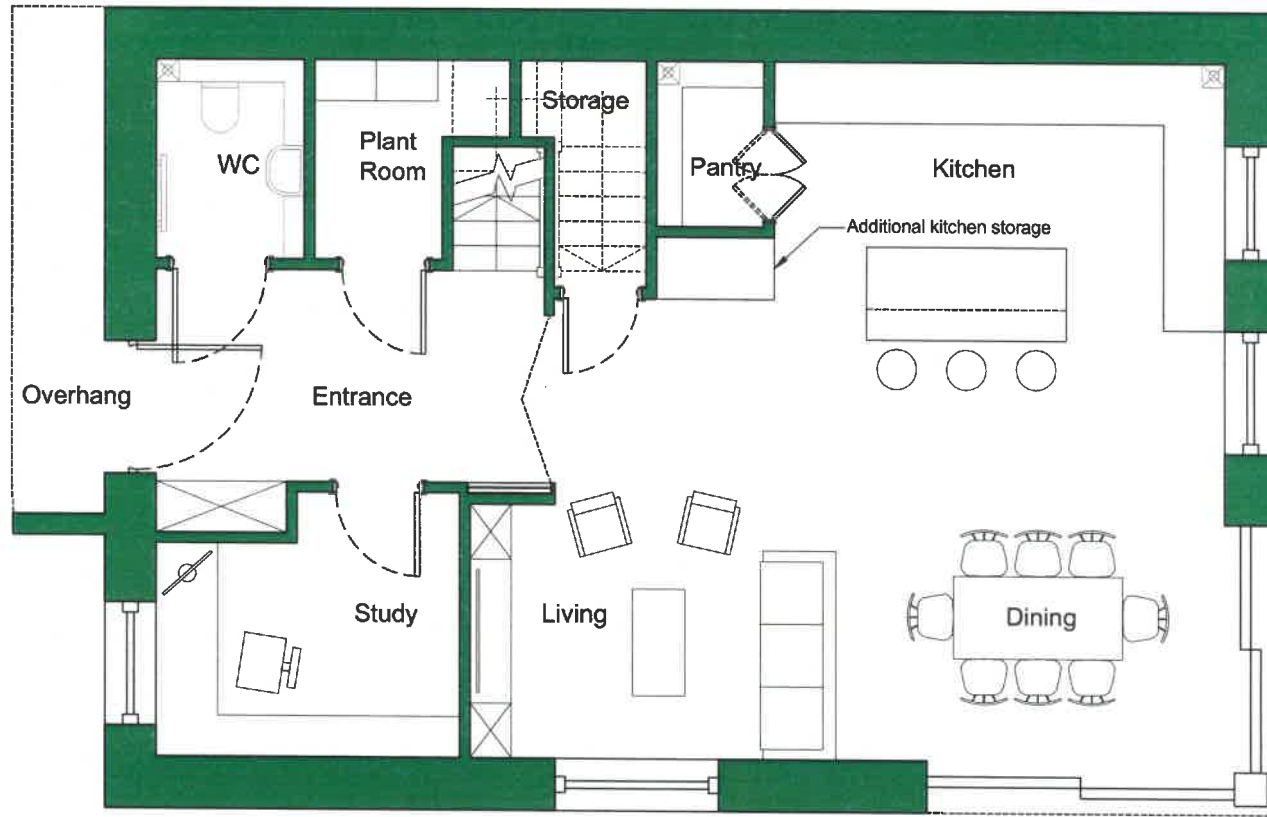 Storage
Plant
Room
WC
Pantry
Kitchen
Additional kitchen storage
Overhang
Entrance
Study
Living
Dining